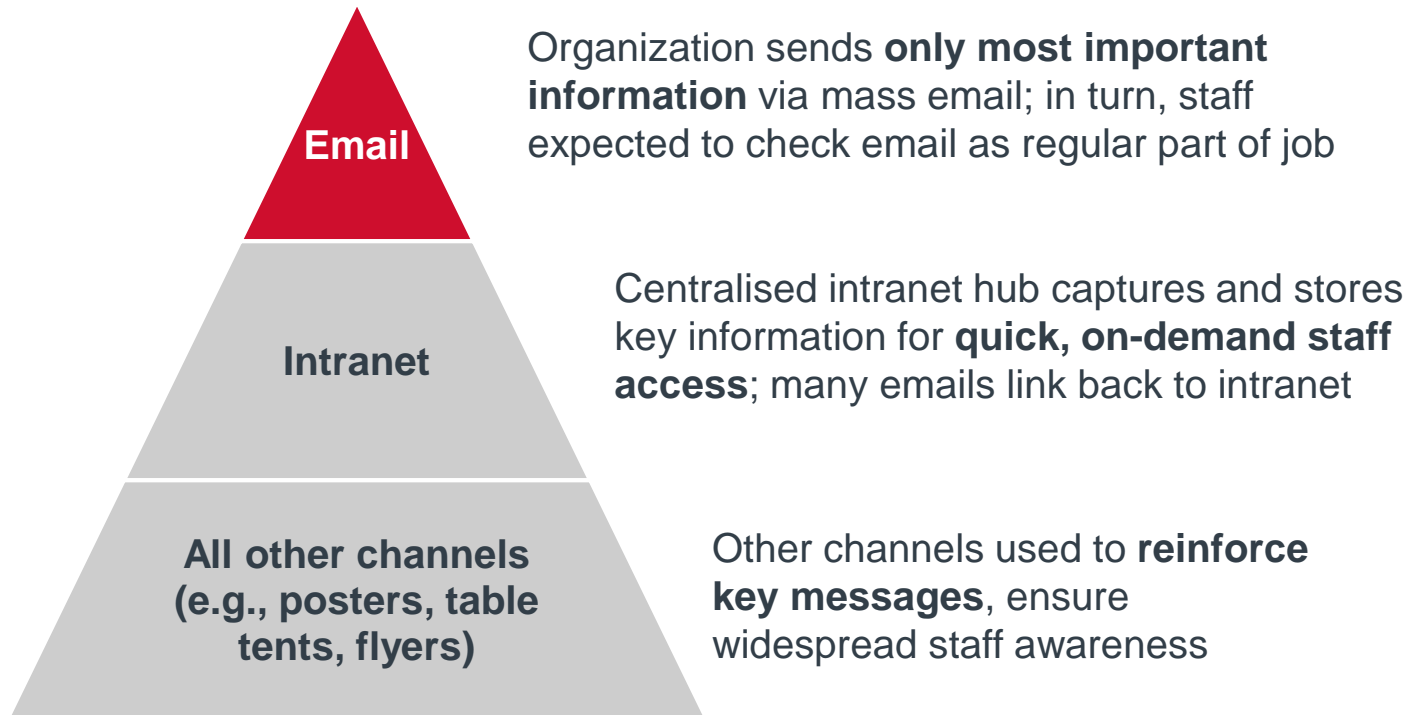 Email
Organization sends only most important
information via mass email; in turn, staff
expected to check email as regular part of job
Intranet
Centralised intranet hub captures and stores
key information for quick, on-demand staff
access; many emails link back to intranet
All other channels
(e.g., posters, table
tents, flyers)
Other channels used to reinforce
key messages, ensure
widespread staff awareness